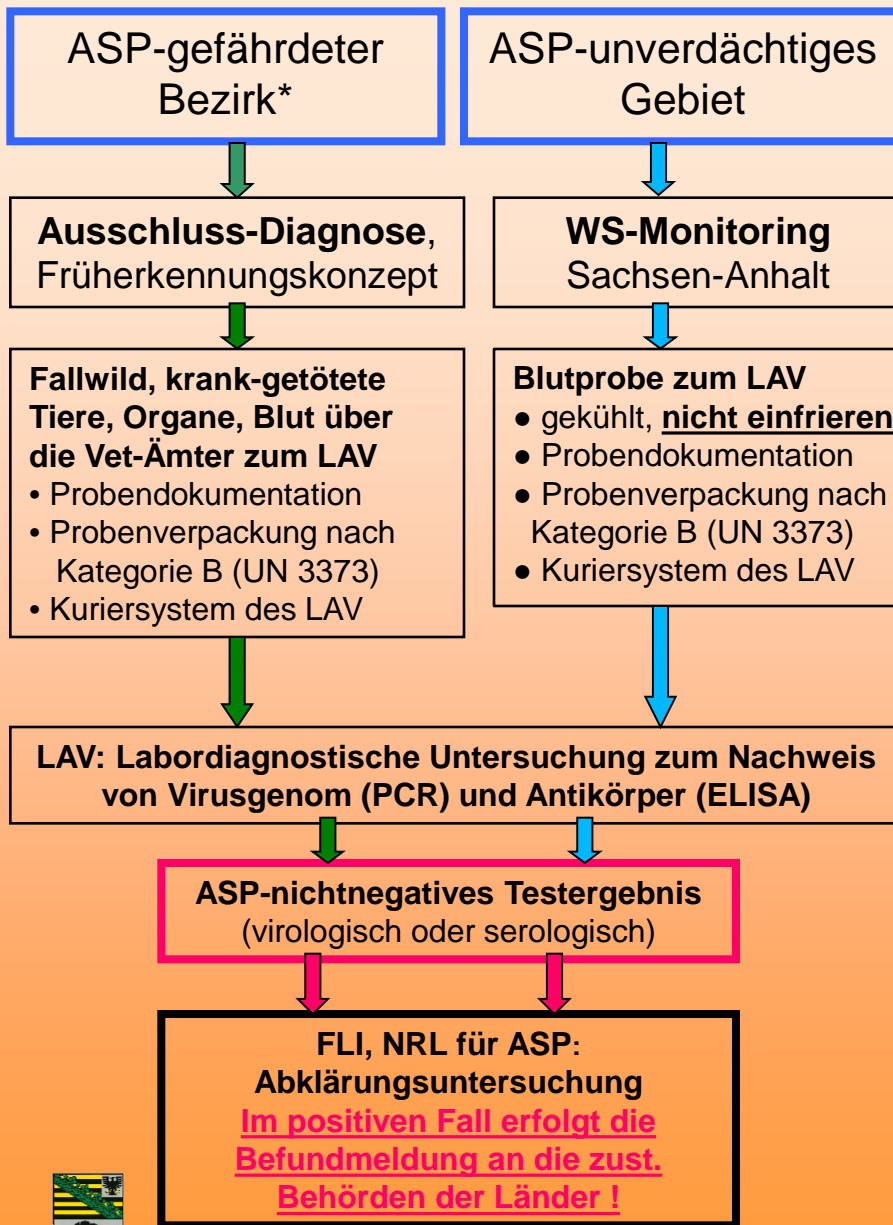 ASP-gefährdeter
Bezirk*
ASP-unverdächtiges
Gebiet
Ausschluss-Diagnose,
Früherkennungskonzept
WS-Monitoring
Sachsen-Anhalt
Fallwild, krank-getötete
Tiere, Organe, Blut über
die Vet-Ämter zum LAV
• Probendokumentation
• Probenverpackung nach
Kategorie B (UN 3373)
• Kuriersystem des LAV
Blutprobe zum LAV
● gekühlt, nicht einfrieren
● Probendokumentation
● Probenverpackung nach
Kategorie B (UN 3373)
● Kuriersystem des LAV
LAV: Labordiagnostische Untersuchung zum Nachweis
von Virusgenom (PCR) und Antikörper (ELISA)
ASP-nichtnegatives Testergebnis
(virologisch oder serologisch)
FLI, NRL für ASP:
Abklärungsuntersuchung
Im positiven Fall erfolgt die
Befundmeldung an die zust.
Behörden der Länder !